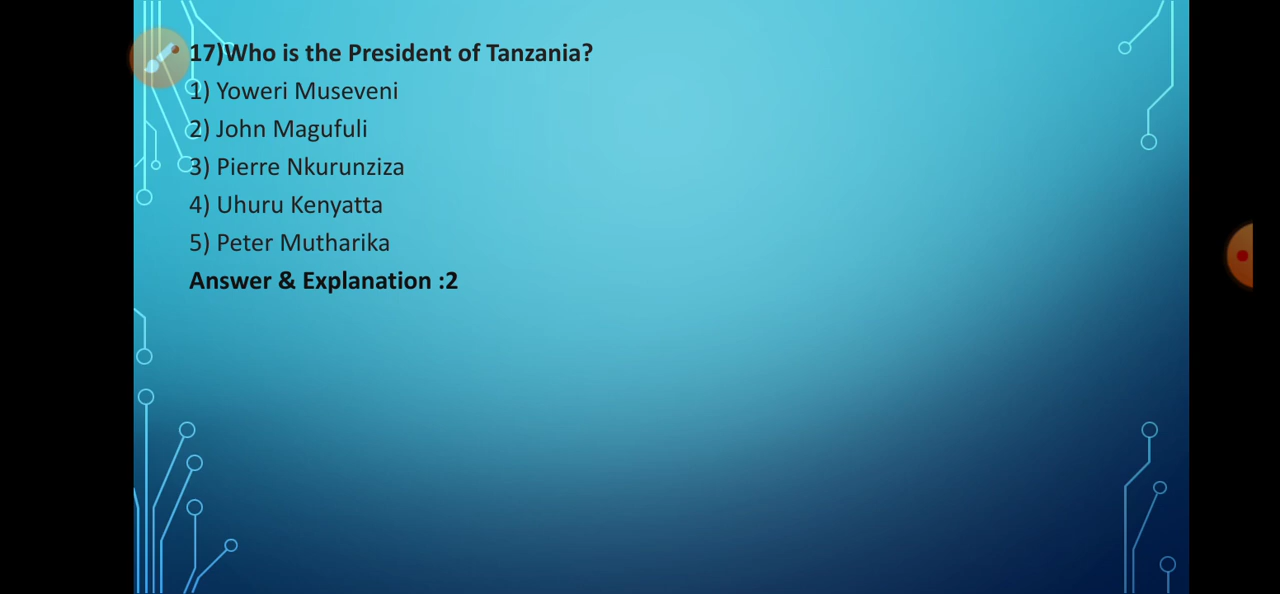 17)Who is the President of Tanzania?
1) Yoweri Museveni
2) John Magufuli
3) Pierre Nkurunziza
4) Uhuru Kenyatta
5) Peter Mutharika
Answer & Explanation :2